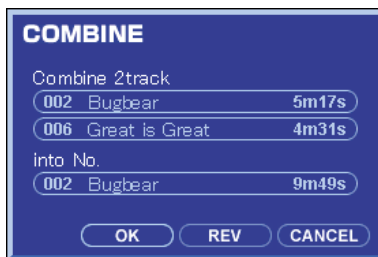 COMBINE
Combine 2track
002 Bugbear 5m17s
006 Great is Great 4m31s
into No.
002 Bugbear 9m49s
OK REV CANCEL